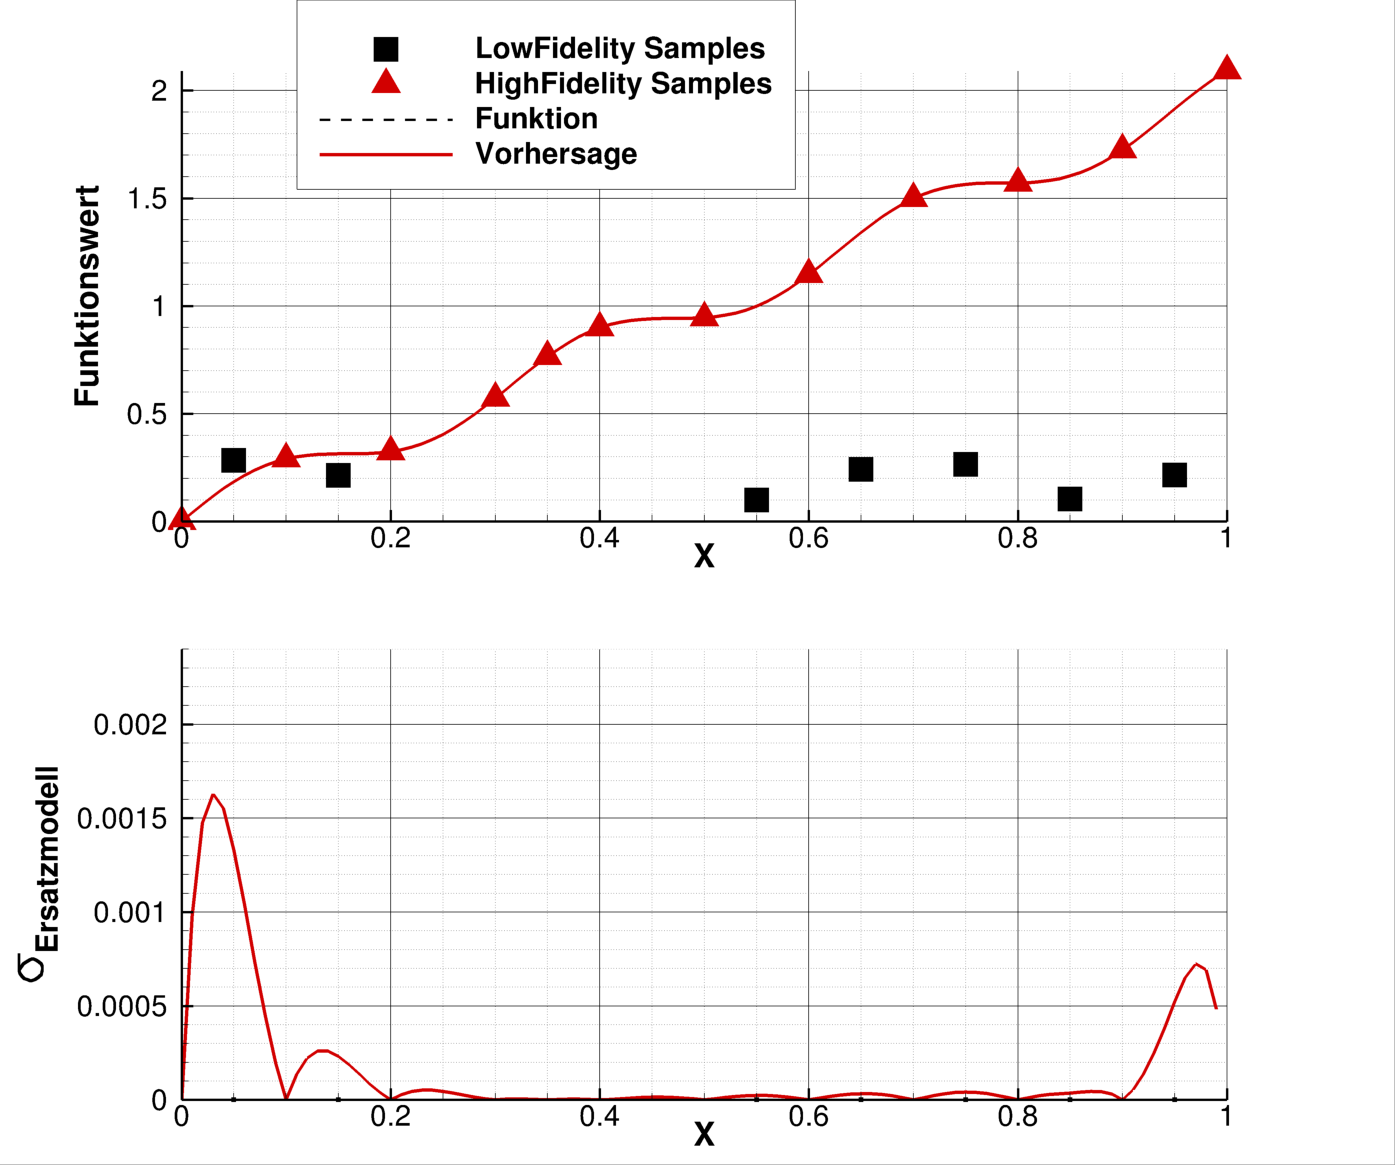 LowFidelity Samples
HighFidelity Samples
Funktion
Vorhersage
Funktionswert
2
1.5
1
0.5
0
0 0.2 0.4 0.6 0.8 1
X
σErsatzmodell
0.002
0.0015
0.001
0.0005
0
0 0.2 0.4 0.6 0.8 1
X